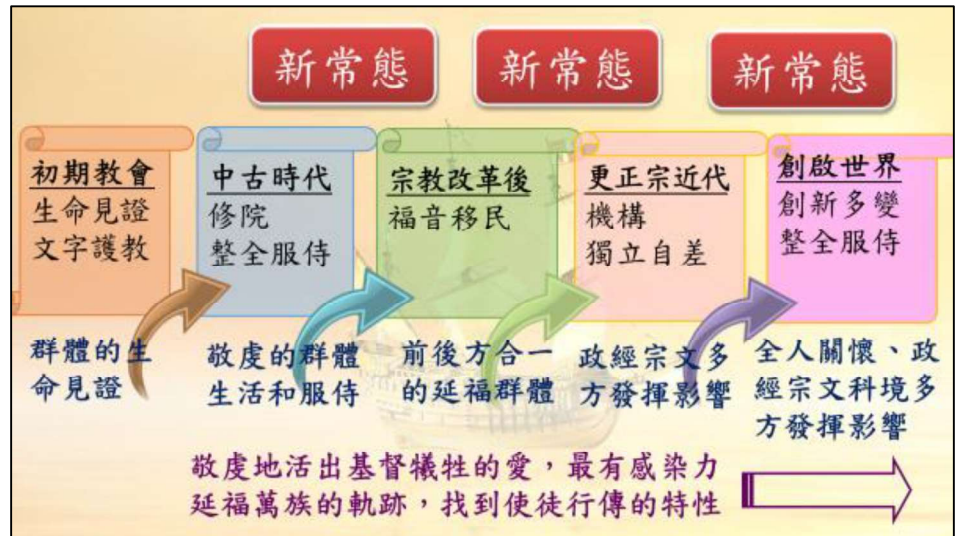 新常態
新常態
新常態
初期教會
生命見證
文字護教
中古時代
修院
整全服侍
宗教改革後
福音移民
更正宗近代
機構
獨立自差
創啟世界
創新多變
整全服侍
群體的生
命見證
敬虔的群體
生活和服侍
前後方合一
的延福群體
政經宗文多
方發揮影響
全人關懷、政
經宗文科境多
方發揮影響
敬虔地活出基督犧牲的愛，最有感染力
延福萬族的軌跡，找到使徒行傳的特性